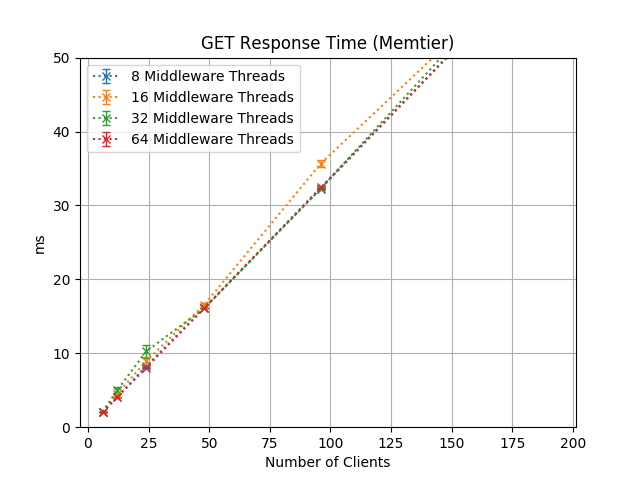 GET Response Time (Memtier)
8 Middleware Threads
16 Middleware Threads
32 Middleware Threads
64 Middleware Threads
50
40
30
20
10
0
ms
0 25 50 75 100 125 150 175 200
Number of Clients